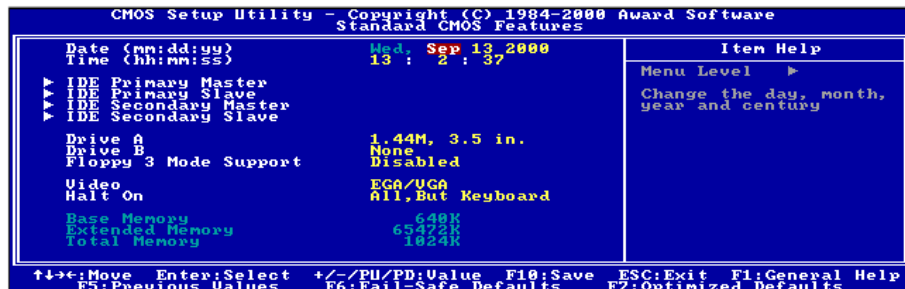 CMOS Setup Utility - Copyright (C) 1984-2000 Award Software
Standard CMOS Features
Date (mm:dd:yy) Wed, Sep 13 2000
Time (hh:mm:ss) 13 : 2 : 37
► IDE Primary Master
► IDE Primary Slave
► IDE Secondary Master
► IDE Secondary Slave
Drive A 1.44M, 3.5 in.
Drive B None
Floppy 3 Mode Support Disabled
Video EGA/VGA
Halt On All,But Keyboard
Base Memory 640K
Extended Memory 65472K
Total Memory 1024K
Item Help
Menu Level ►
Change the day, month,
year and century
↑↓→←:Move Enter:Select +/-/PU/PD:Value F10:Save ESC:Exit F1:General Help
F5:Previous Values F6:Fail-Safe Defaults F7:Optimized Defaults